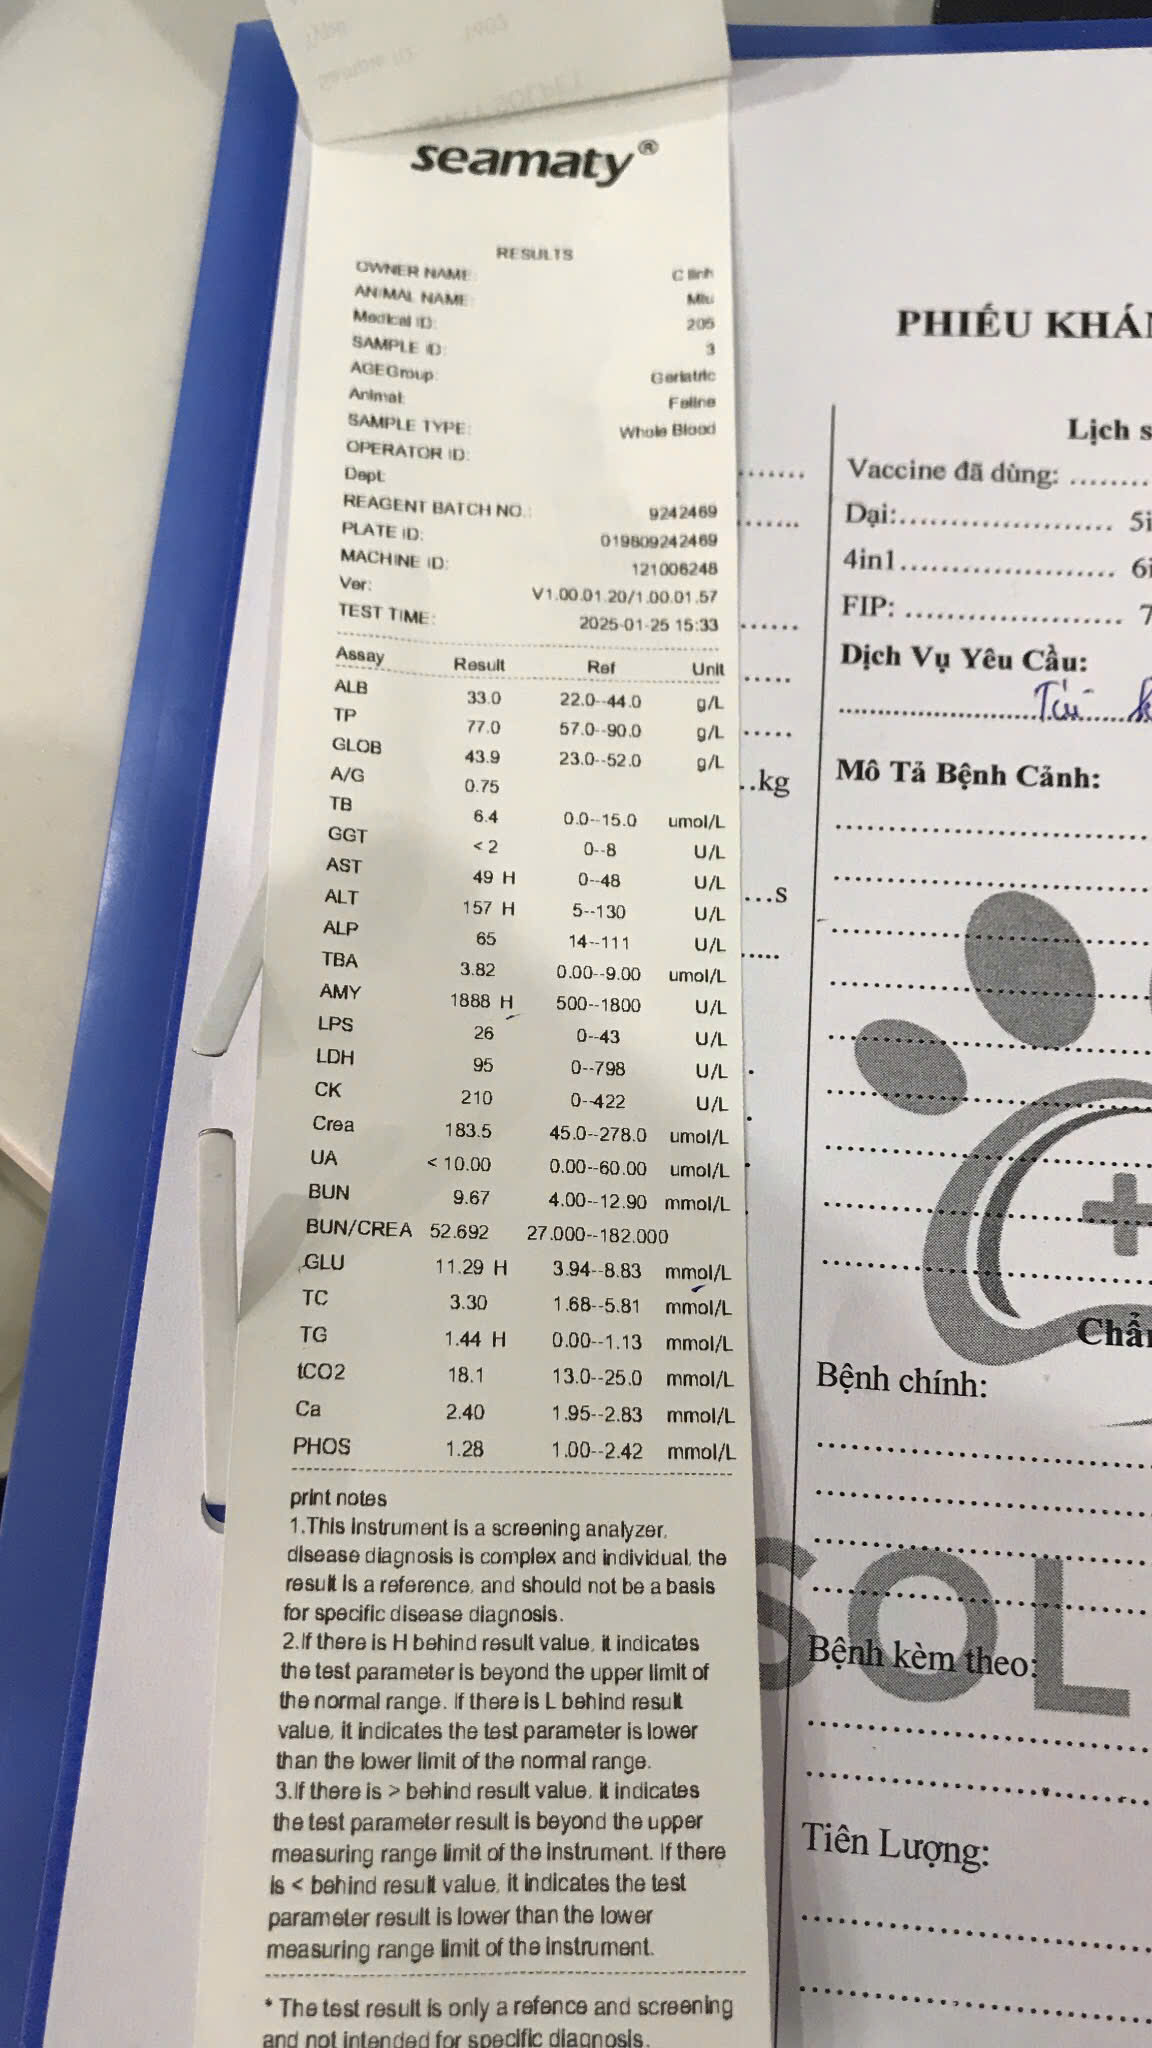 seamaty®
RESULTS
OWNER NAME: C linh
ANIMAL NAME: Miu
Medical ID: 205
SAMPLE ID: 3
AGEGroup: Geriatric
Animal: Feline
SAMPLE TYPE: Whole Blood
OPERATOR ID:
Dept:
REAGENT BATCH NO.: 9242469
PLATE ID: 019809242469
MACHINE ID: 121006248
Ver: V1.00.01.20/1.00.01.57
TEST TIME: 2025-01-25 15:33
Assay Result Ref Unit
ALB 33.0 22.0--44.0 g/L
TP 77.0 57.0--90.0 g/L
GLOB 43.9 23.0--52.0 g/L
A/G 0.75
TB 6.4 0.0--15.0 umol/L
GGT < 2 0--8 U/L
AST 49 H 0--48 U/L
ALT 157 H 5--130 U/L
ALP 65 14--111 U/L
TBA 3.82 0.00--9.00 umol/L
AMY 1888 H 500--1800 U/L
LPS 26 0--43 U/L
LDH 95 0--798 U/L
CK 210 0--422 U/L
Crea 183.5 45.0--278.0 umol/L
UA < 10.00 0.00--60.00 umol/L
BUN 9.67 4.00--12.90 mmol/L
BUN/CREA 52.692 27.000--182.000
GLU 11.29 H 3.94--8.83 mmol/L
TC 3.30 1.68--5.81 mmol/L
TG 1.44 H 0.00--1.13 mmol/L
tCO2 18.1 13.0--25.0 mmol/L
Ca 2.40 1.95--2.83 mmol/L
PHOS 1.28 1.00--2.42 mmol/L
print notes
1.This instrument is a screening analyzer,
disease diagnosis is complex and individual, the
result is a reference, and should not be a basis
for specific disease diagnosis.
2.If there is H behind result value, it indicates
the test parameter is beyond the upper limit of
the normal range. If there is L behind result
value, it indicates the test parameter is lower
than the lower limit of the normal range.
3.If there is > behind result value, it indicates
the test parameter result is beyond the upper
measuring range limit of the instrument. If there
is < behind result value, it indicates the test
parameter result is lower than the lower
measuring range limit of the instrument.
* The test result is only a refence and screening
and not intended for specific diagnosis.
PHIẾU KHÁ
Lịch s
Vaccine đã dùng:
Dại: 5i
4in1 6i
FIP: 7
Dịch Vụ Yêu Cầu:
Tái k
..kg
Mô Tả Bệnh Cảnh:
...s
Chẩ
Bệnh chính:
SOL
Bệnh kèm theo:
Tiên Lượng: